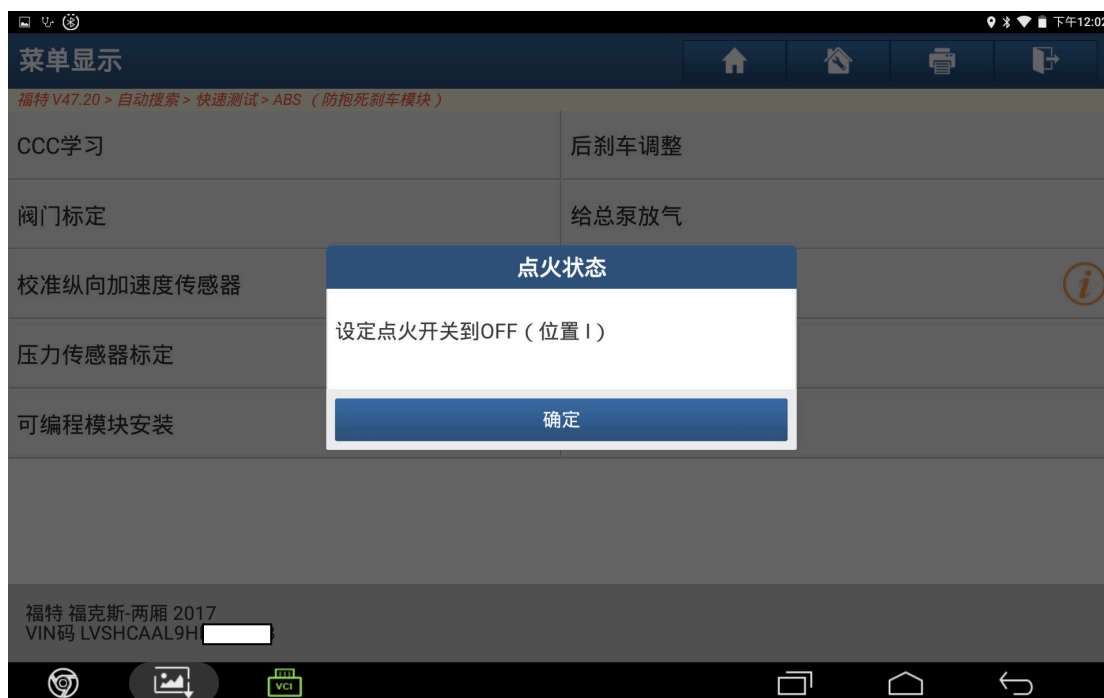 下午12:02
菜单显示
福特 V47.20 > 自动搜索 > 快速测试 > ABS （防抱死刹车模块）
CCC学习
后刹车调整
阀门标定
给总泵放气
校准纵向加速度传感器
i
压力传感器标定
可编程模块安装
点火状态
设定点火开关到OFF（位置 I）
确定
福特 福克斯-两厢 2017
VIN码 LVSHCAAL9H
VCI